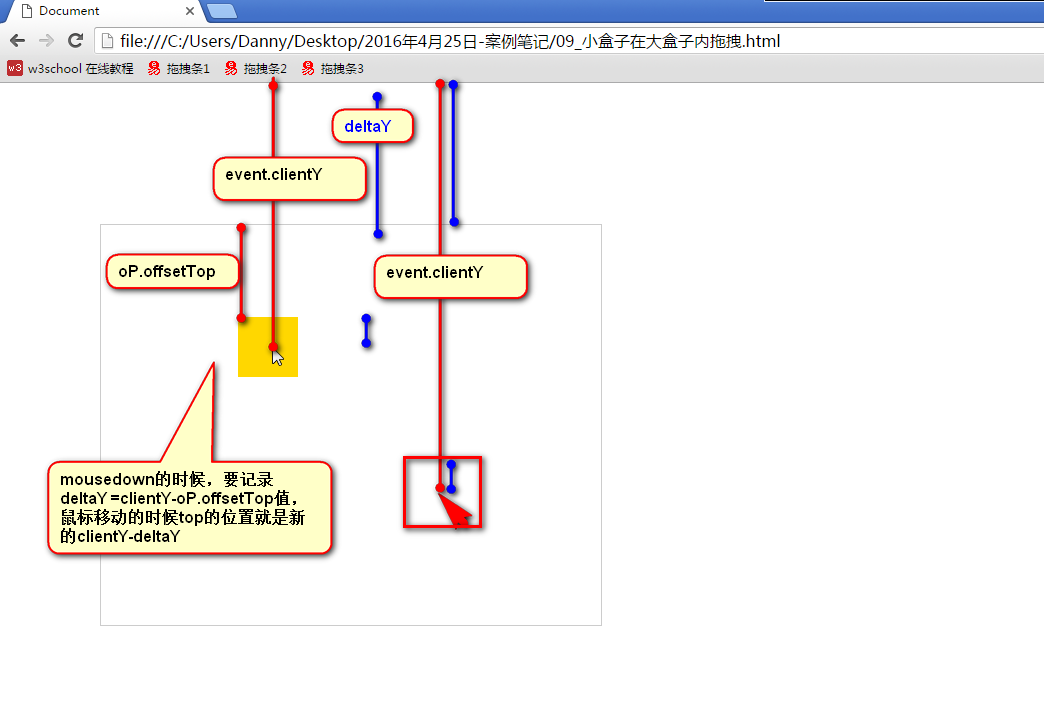 Document
file:///C:/Users/Danny/Desktop/2016年4月25日-案例笔记/09_小盒子在大盒子内拖拽.html
w3 w3school 在线教程 拖拽条1 拖拽条2 拖拽条3
deltaY
event.clientY
oP.offsetTop
event.clientY
mousedown的时候，要记录
deltaY =clientY-oP.offsetTop值，
鼠标移动的时候top的位置就是新
的clientY-deltaY